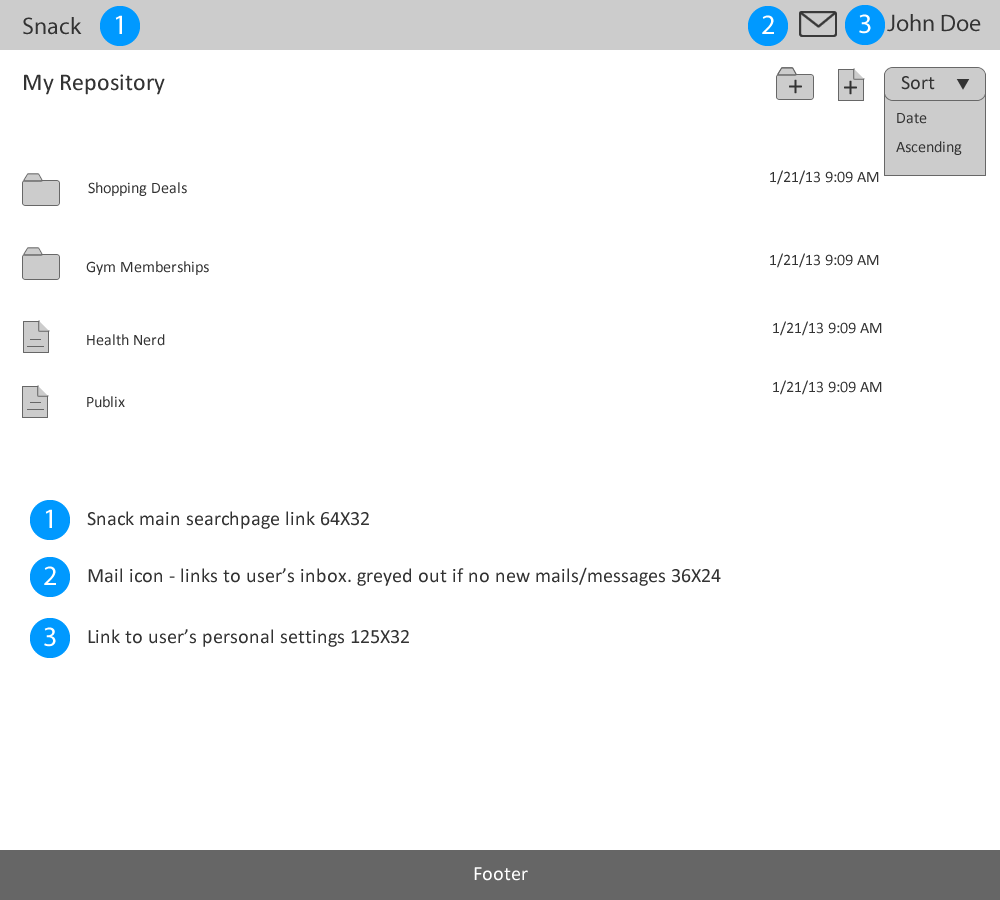 Snack 1
2 3 John Doe
My Repository
Sort
Date
Ascending
Shopping Deals 1/21/13 9:09 AM
Gym Memberships 1/21/13 9:09 AM
Health Nerd 1/21/13 9:09 AM
Publix 1/21/13 9:09 AM
1 Snack main searchpage link 64X32
2 Mail icon - links to user’s inbox. greyed out if no new mails/messages 36X24
3 Link to user’s personal settings 125X32
Footer